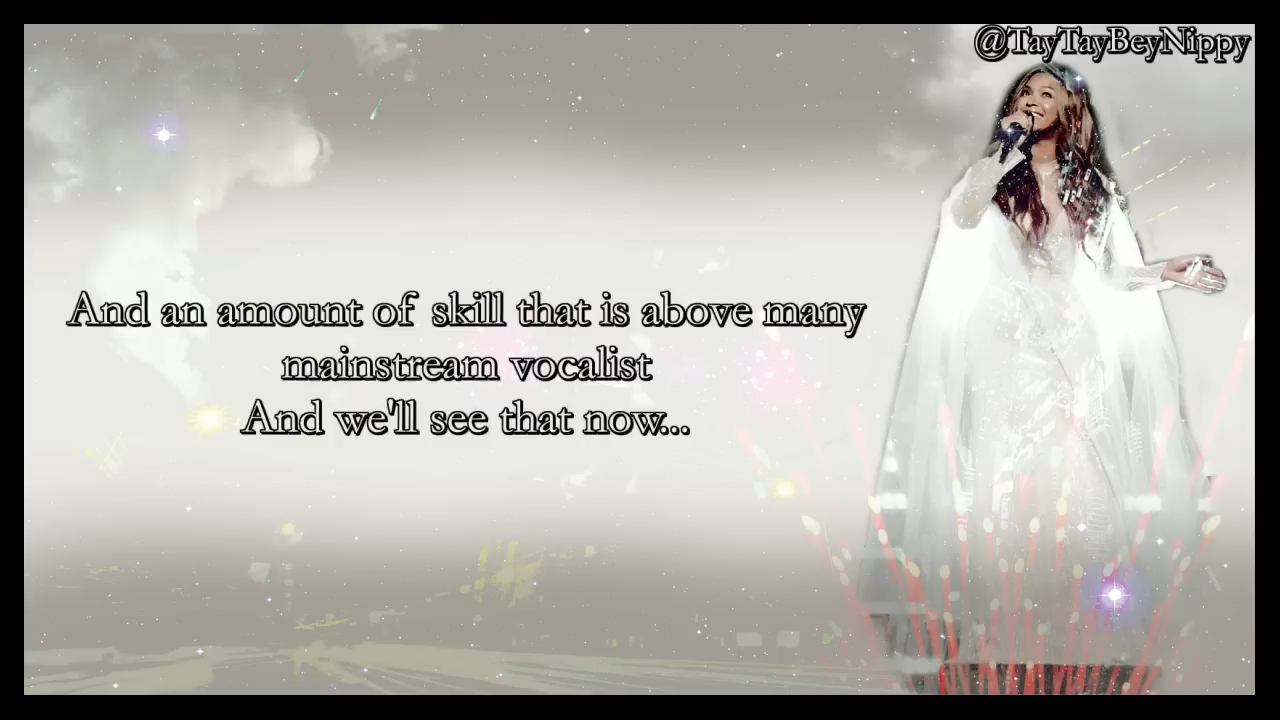 @TayTayBeyNippy
And an amount of skill that is above many
mainstream vocalist
And we'll see that now...